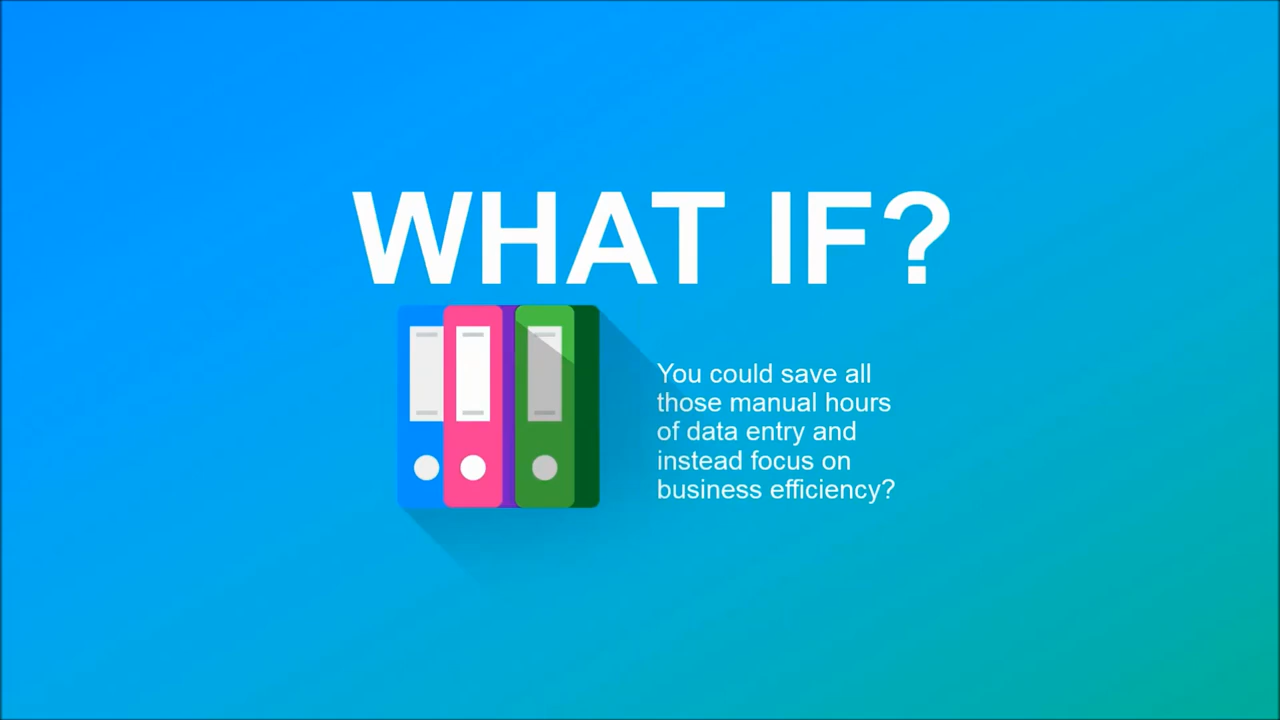 WHAT IF?
You could save all
those manual hours
of data entry and
instead focus on
business efficiency?